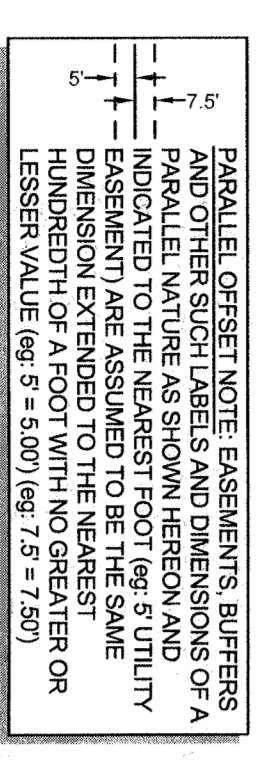 PARALLEL OFFSET NOTE: EASEMENTS, BUFFERS
AND OTHER SUCH LABELS AND DIMENSIONS OF A
PARALLEL NATURE AS SHOWN HEREON AND
INDICATED TO THE NEAREST FOOT (eg: 5' UTILITY
EASEMENT) ARE ASSUMED TO BE THE SAME
DIMENSION EXTENDED TO THE NEAREST
HUNDREDTH OF A FOOT WITH NO GREATER OR
LESSER VALUE (eg: 5' = 5.00') (eg: 7.5' = 7.50')
7.5'
5'